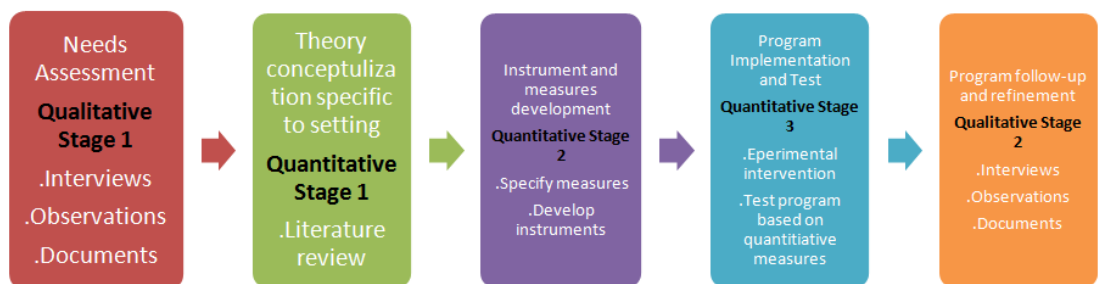 Needs
Assessment
Qualitative
Stage 1
.Interviews
.Observations
.Documents
Theory
conceptuliza
tion specific
to setting
Quantitative
Stage 1
.Literature
review
Instrument and
measures
development
Quantitative Stage
2
.Specify measures
.Develop
instruments
Program
Implementation
and Test
Quantitative Stage
3
.Eperimental
intervention
.Test program
based on
quantitiative
measures
Program follow-up
and refinement
Qualitative Stage
2
.Interviews
.Observations
.Documents